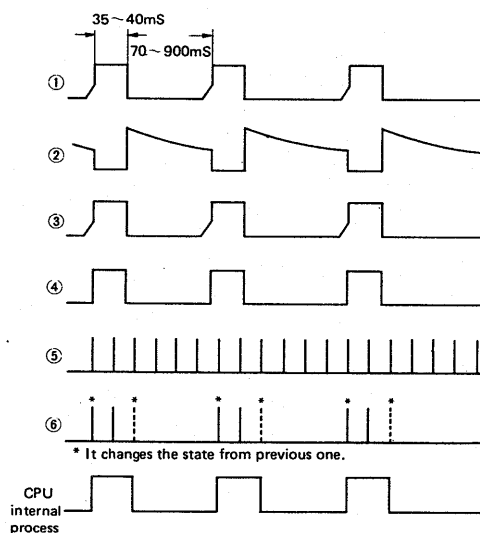 35~40mS
70~900mS
①
②
③
④
⑤
⑥
* * * * * *
* It changes the state from previous one.
CPU
internal
process